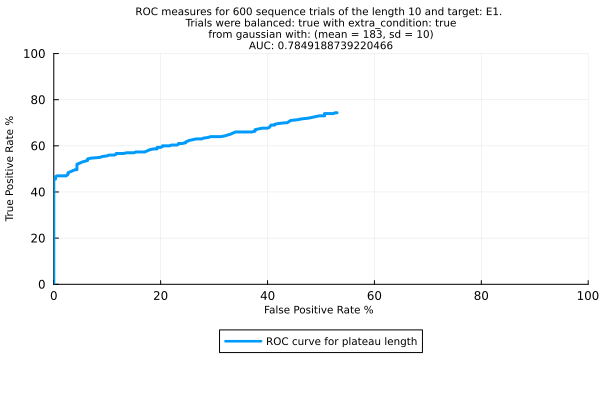 ROC measures for 600 sequence trials of the length 10 and target: E1.
Trials were balanced: true with extra_condition: true
from gaussian with: (mean = 183, sd = 10)
AUC: 0.7849188739220466
100
80
60
40
20
0
True Positive Rate %
0 20 40 60 80 100
False Positive Rate %
ROC curve for plateau length